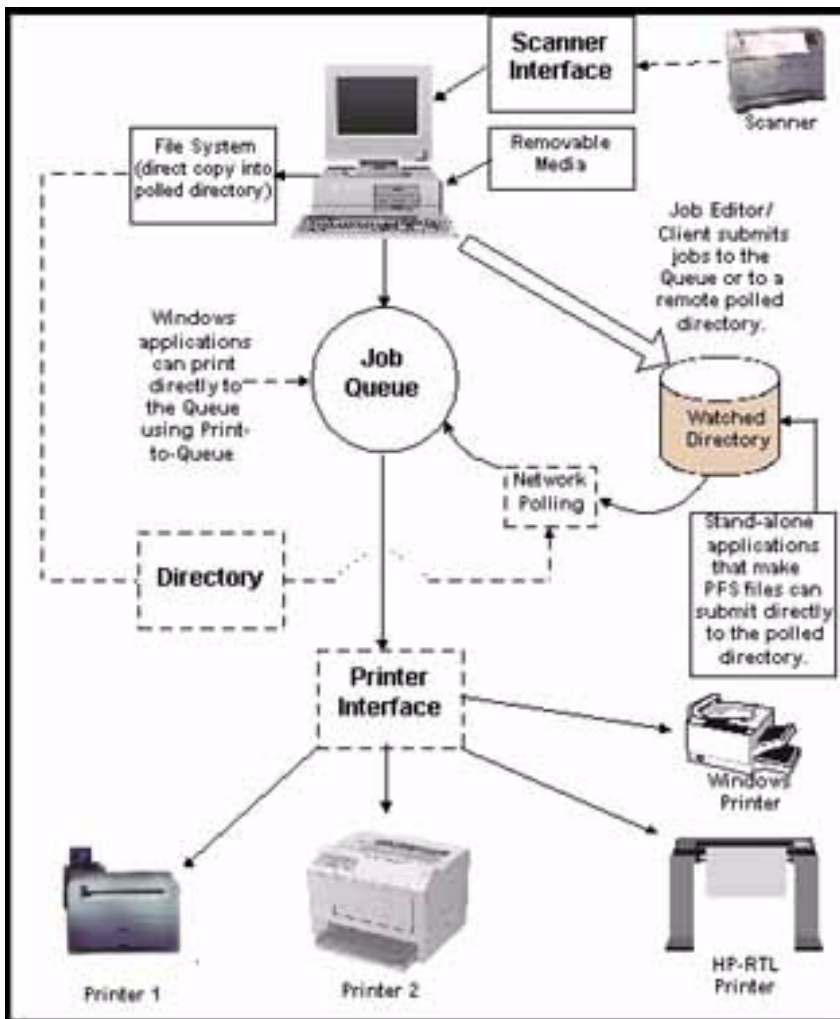 Scanner
Interface
Scanner
File System
(direct copy into
polled directory)
Removable
Media
Job Editor/
Client submits
jobs to the
Queue or to a
remote polled
directory.
Windows
applications
can print
directly to
the Queue
using Print-
to-Queue
Job
Queue
Watched
Directory
Network
Polling
Stand-alone
applications
that make
PFS files can
submit directly
to the polled
directory.
Directory
Printer
Interface
Windows
Printer
Printer 1
Printer 2
HP-RTL
Printer